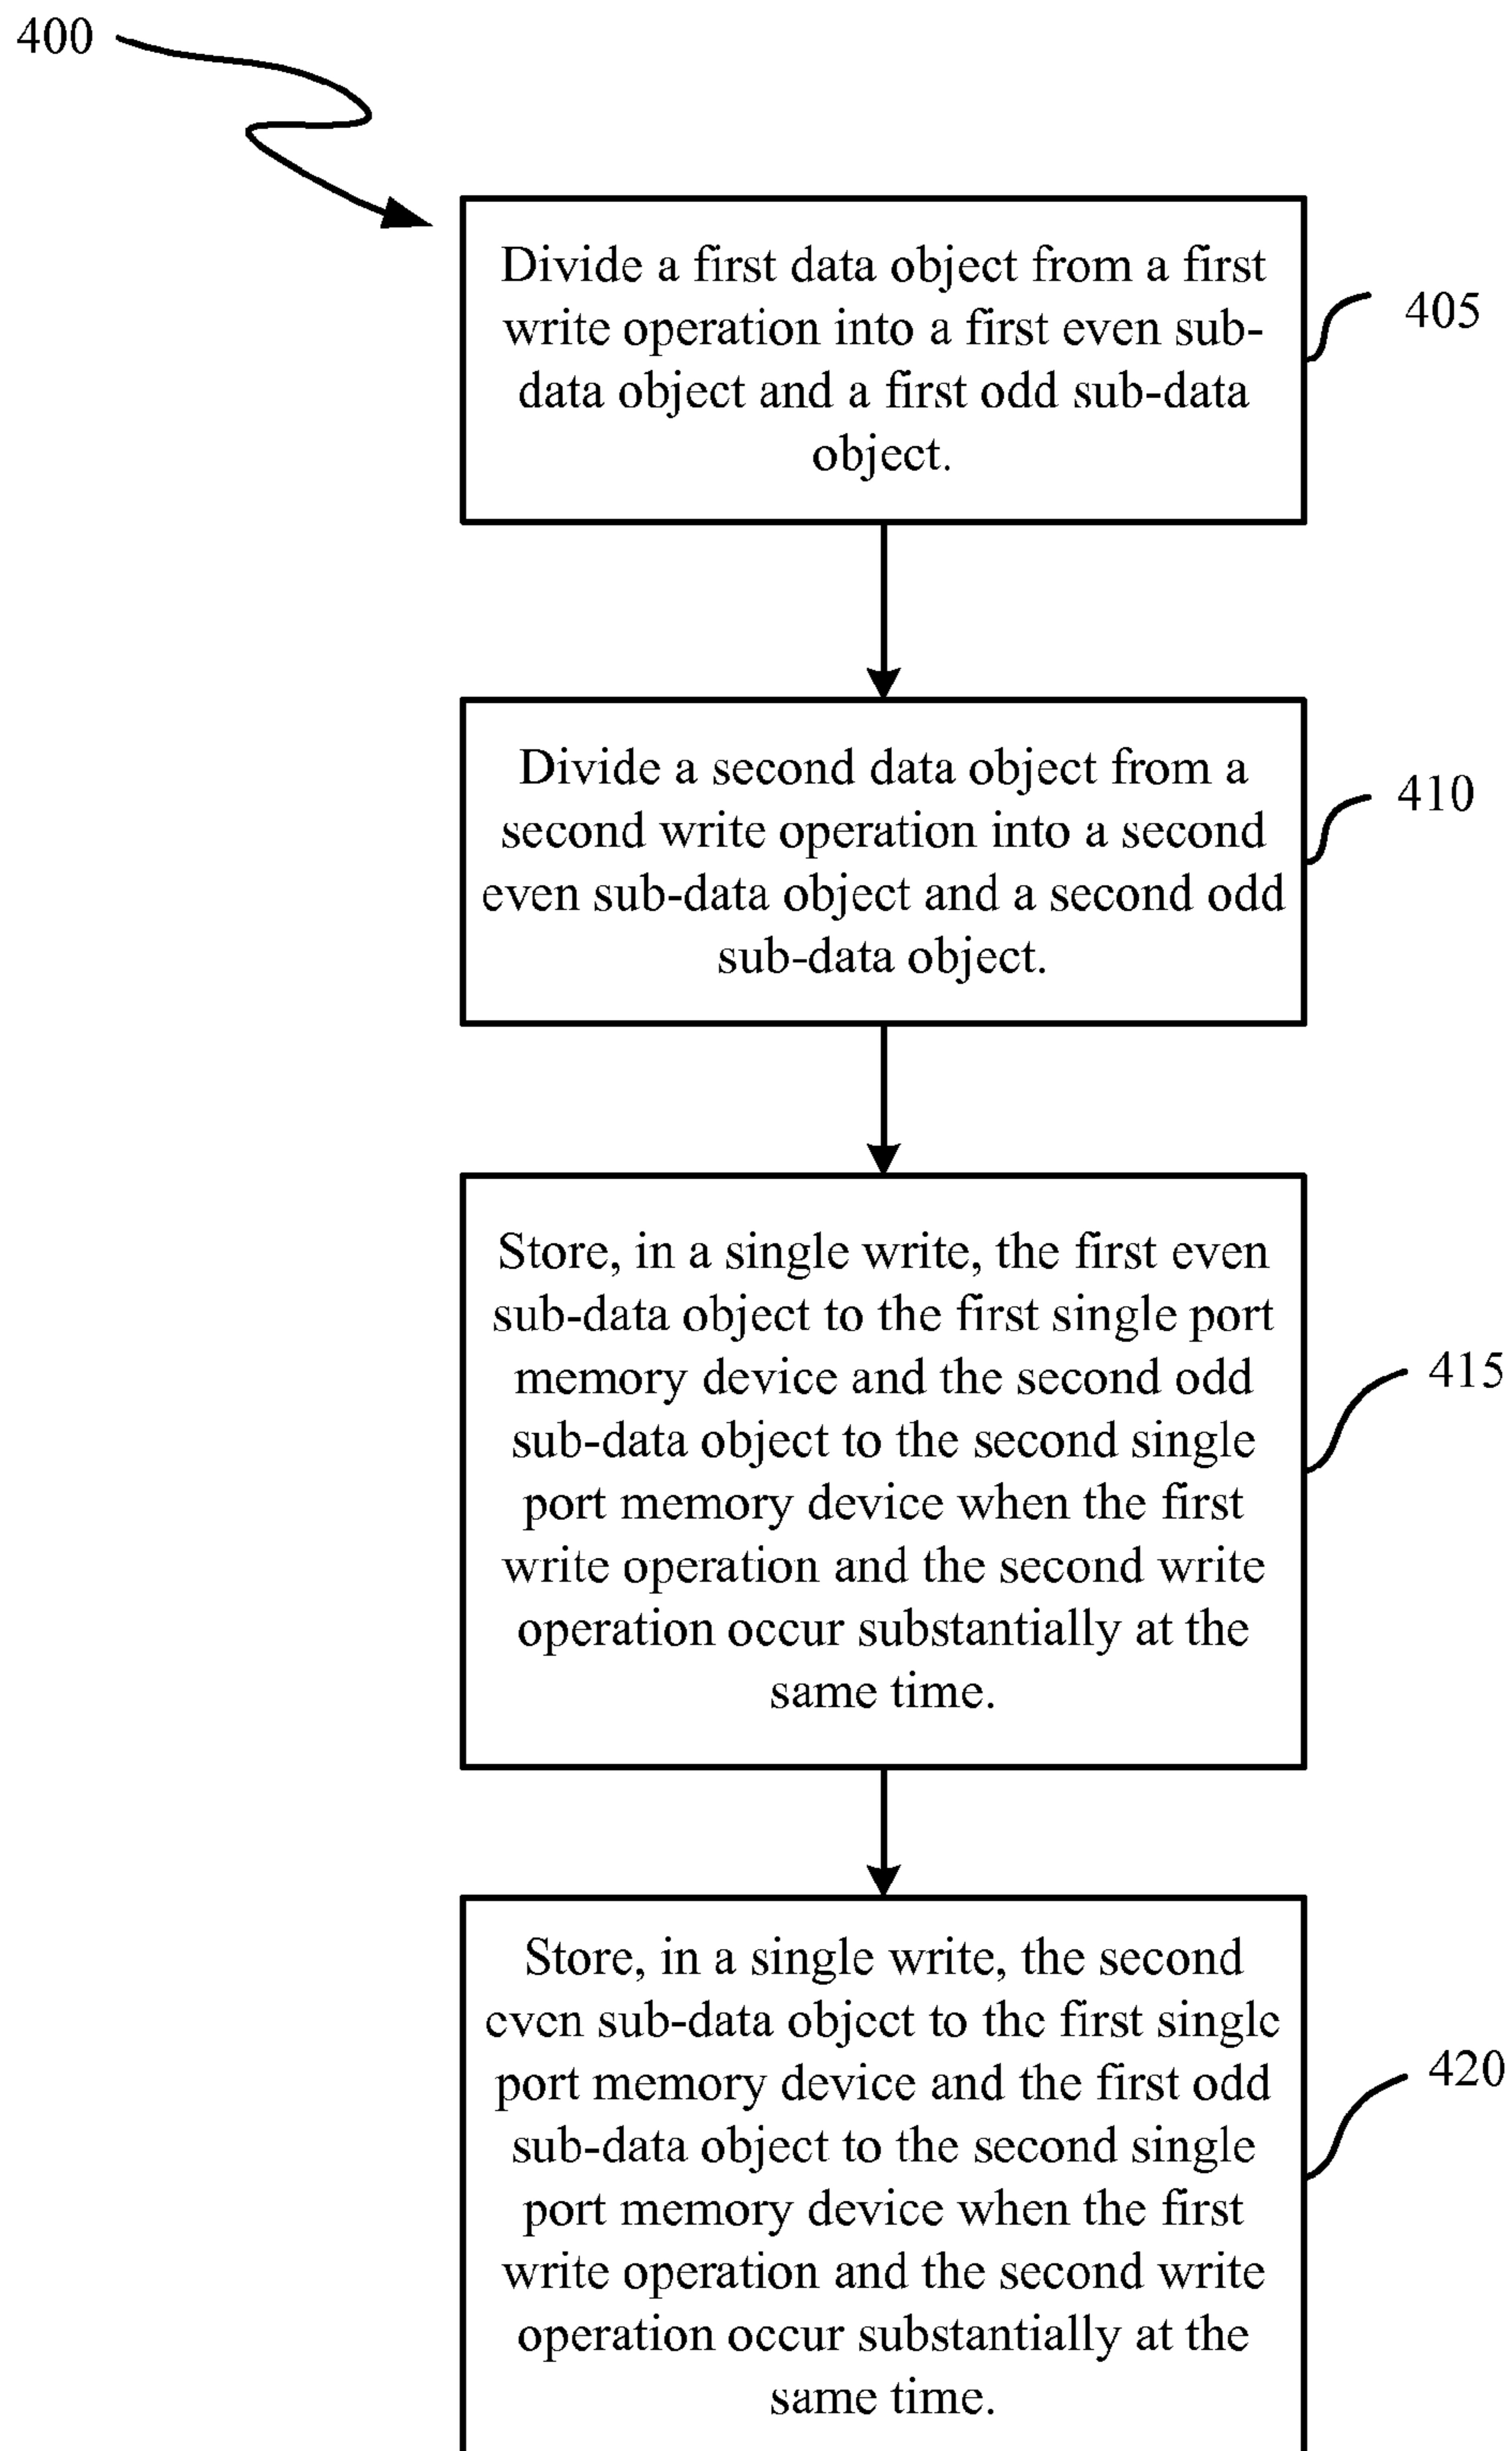 400
Divide a first data object from a first
write operation into a first even sub-
data object and a first odd sub-data
object.
405
Divide a second data object from a
second write operation into a second
even sub-data object and a second odd
sub-data object.
410
Store, in a single write, the first even
sub-data object to the first single port
memory device and the second odd
sub-data object to the second single
port memory device when the first
write operation and the second write
operation occur substantially at the
same time.
415
Store, in a single write, the second
even sub-data object to the first single
port memory device and the first odd
sub-data object to the second single
port memory device when the first
write operation and the second write
operation occur substantially at the
same time.
420